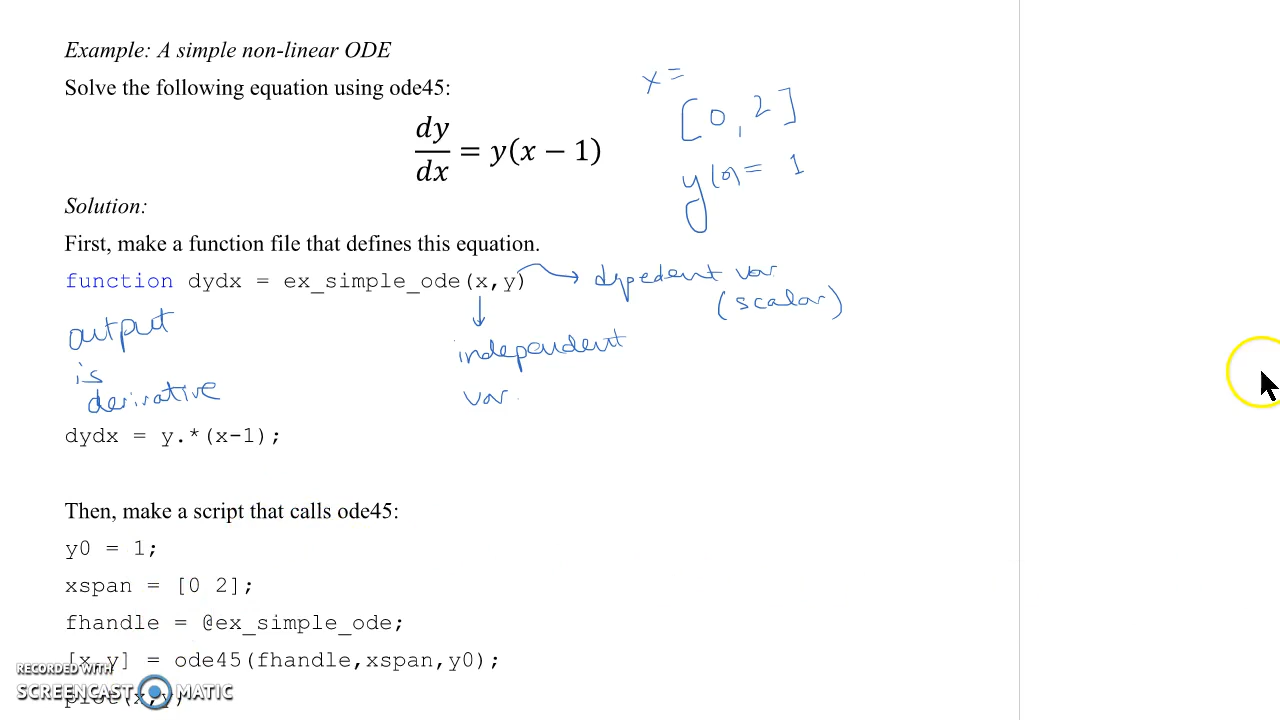 Example: A simple non-linear ODE
Solve the following equation using ode45:
x =
[0, 2]
dy/dx = y(x − 1)
y(0) = 1
Solution:
First, make a function file that defines this equation.
function dydx = ex_simple_ode(x,y)
dypedent var
(scalar)
output
is
derivative
independent
var.
dydx = y.*(x-1);
Then, make a script that calls ode45:
y0 = 1;
xspan = [0 2];
fhandle = @ex_simple_ode;
[x,y] = ode45(fhandle,xspan,y0);
plot(x,y)
RECORDED WITH
SCREENCAST MATIC